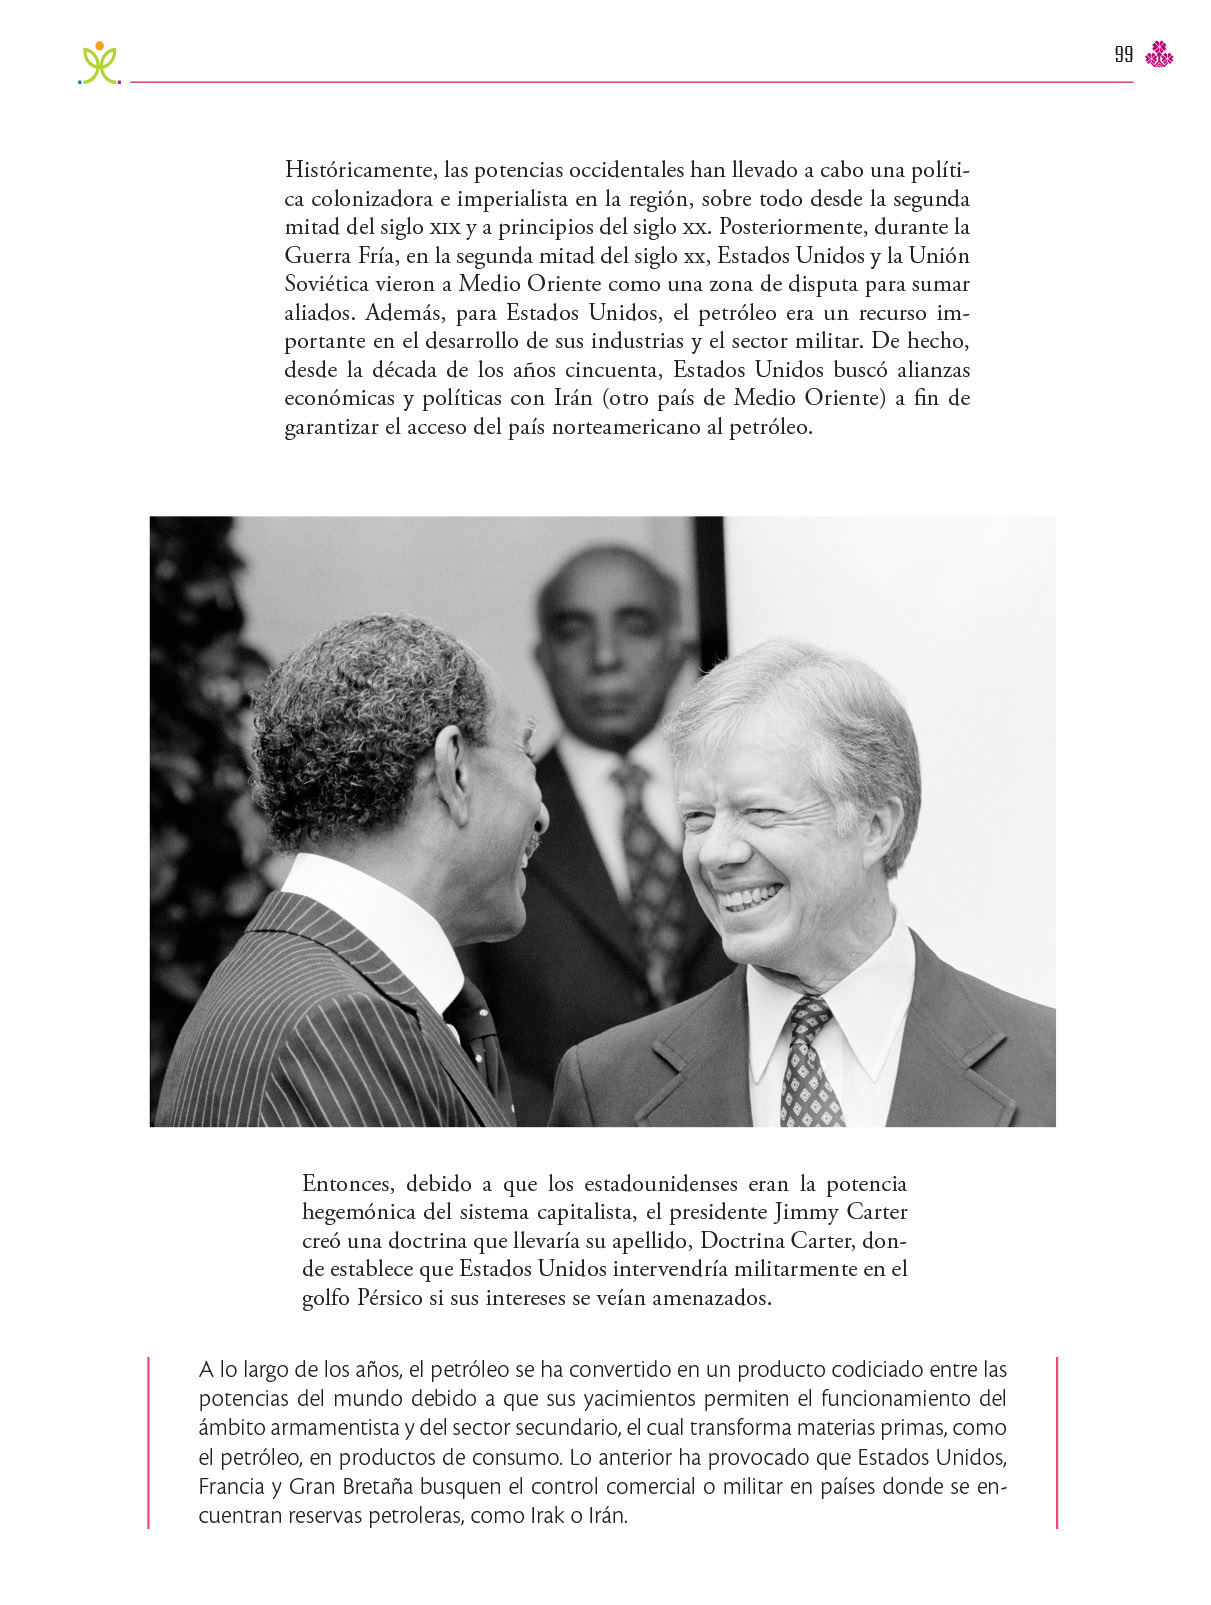 99
Históricamente, las potencias occidentales han llevado a cabo una políti-
ca colonizadora e imperialista en la región, sobre todo desde la segunda
mitad del siglo XIX y a principios del siglo XX. Posteriormente, durante la
Guerra Fría, en la segunda mitad del siglo xx, Estados Unidos y la Unión
Soviética vieron a Medio Oriente como una zona de disputa para sumar
aliados. Además, para Estados Unidos, el petróleo era un recurso im-
portante en el desarrollo de sus industrias y el sector militar. De hecho,
desde la década de los años cincuenta, Estados Unidos buscó alianzas
económicas y políticas con Irán (otro país de Medio Oriente) a fin de
garantizar el acceso del país norteamericano al petróleo.
Entonces, debido a que los estadounidenses eran la potencia
hegemónica del sistema capitalista, el presidente Jimmy Carter
creó una doctrina que llevaría su apellido, Doctrina Carter, don-
de establece que Estados Unidos intervendría militarmente en el
golfo Pérsico si sus intereses se veían amenazados.
A lo largo de los años, el petróleo se ha convertido en un producto codiciado entre las
potencias del mundo debido a que sus yacimientos permiten el funcionamiento del
ámbito armamentista y del sector secundario, el cual transforma materias primas, como
el petróleo, en productos de consumo. Lo anterior ha provocado que Estados Unidos,
Francia y Gran Bretaña busquen el control comercial o militar en países donde se en-
cuentran reservas petroleras, como Irak o Irán.